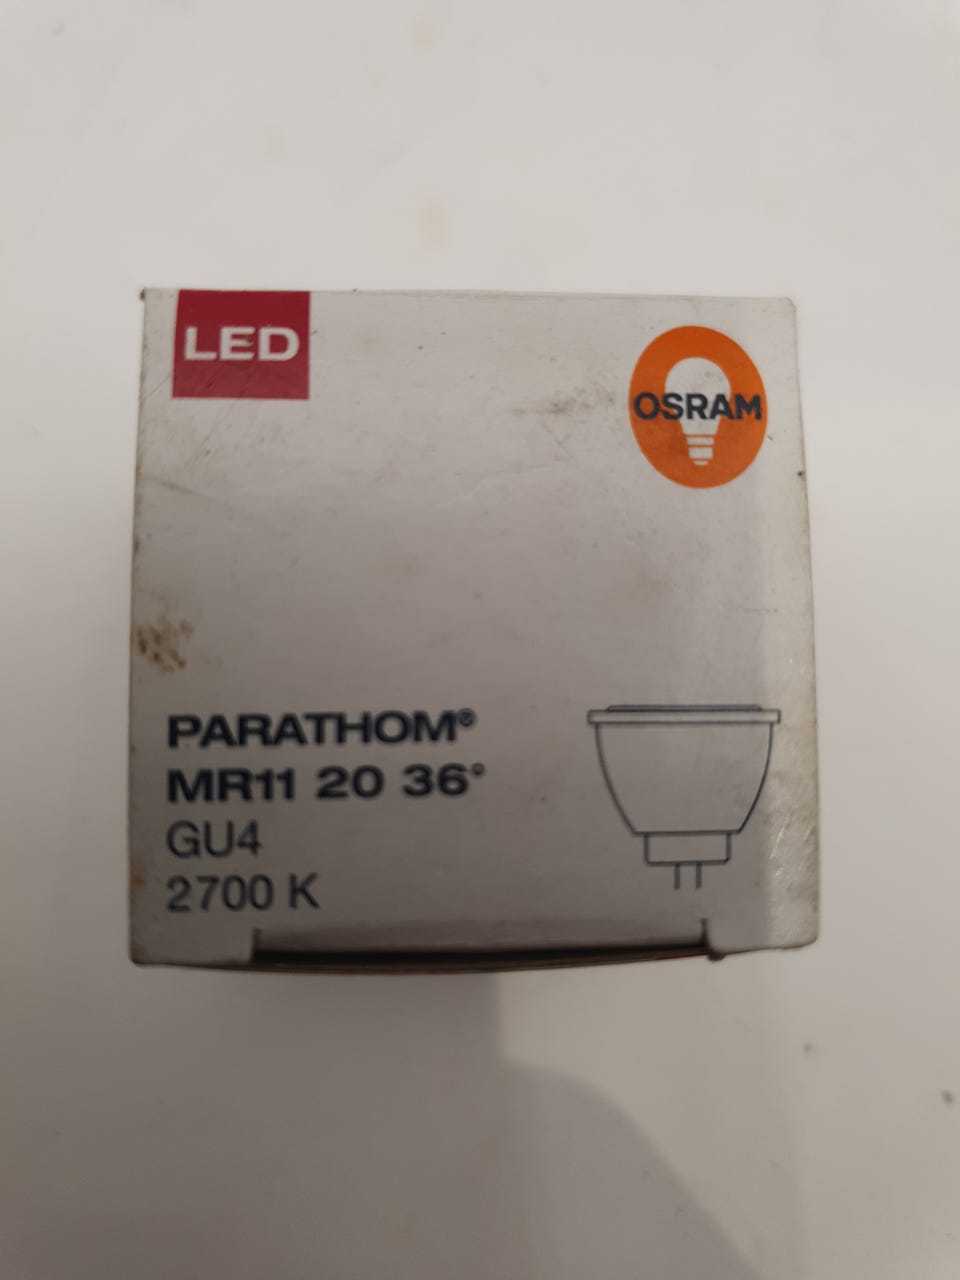 LED
OSRAM
PARATHOM®
MR11 20 36°
GU4
2700 K